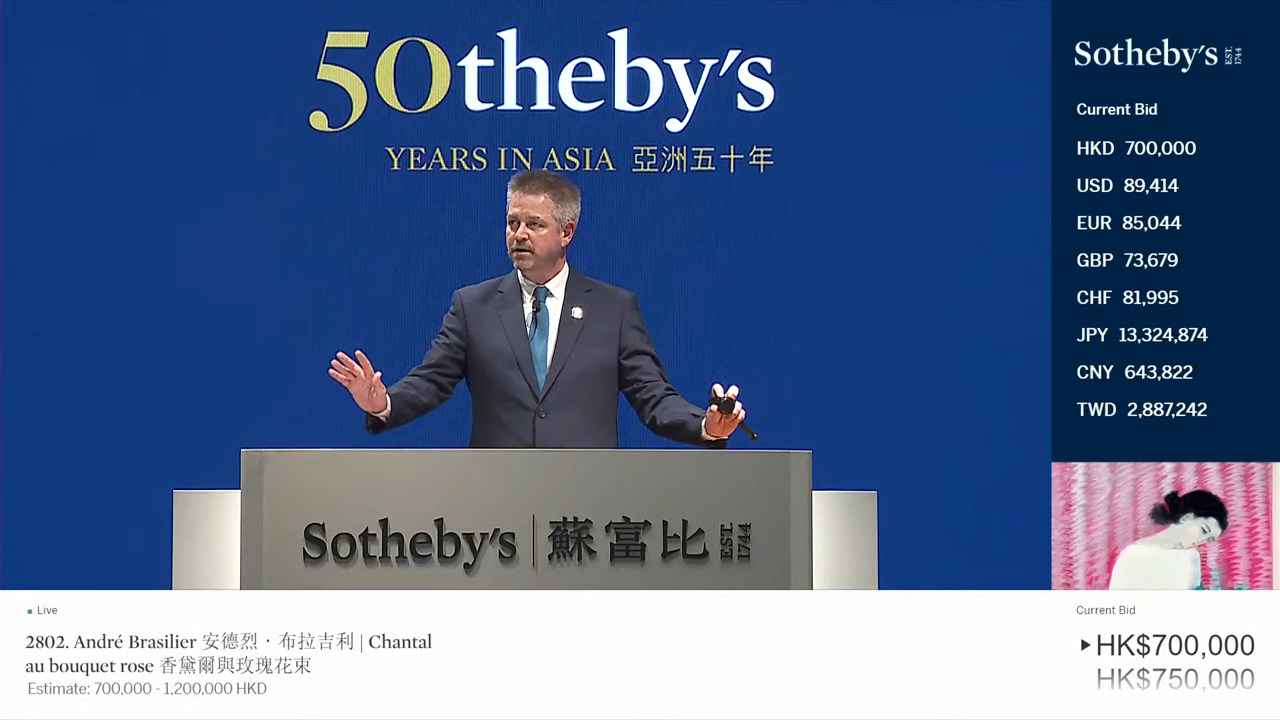 50theby's
YEARS IN ASIA 亞洲五十年
Sotheby's | 蘇富比 EST. 1744
Sotheby's EST. 1744
Current Bid
HKD 700,000
USD 89,414
EUR 85,044
GBP 73,679
CHF 81,995
JPY 13,324,874
CNY 643,822
TWD 2,887,242
Live
2802. André Brasilier 安德烈・布拉吉利 | Chantal
au bouquet rose 香黛爾與玫瑰花束
Estimate: 700,000 - 1,200,000 HKD
Current Bid
HK$700,000
HK$750,000